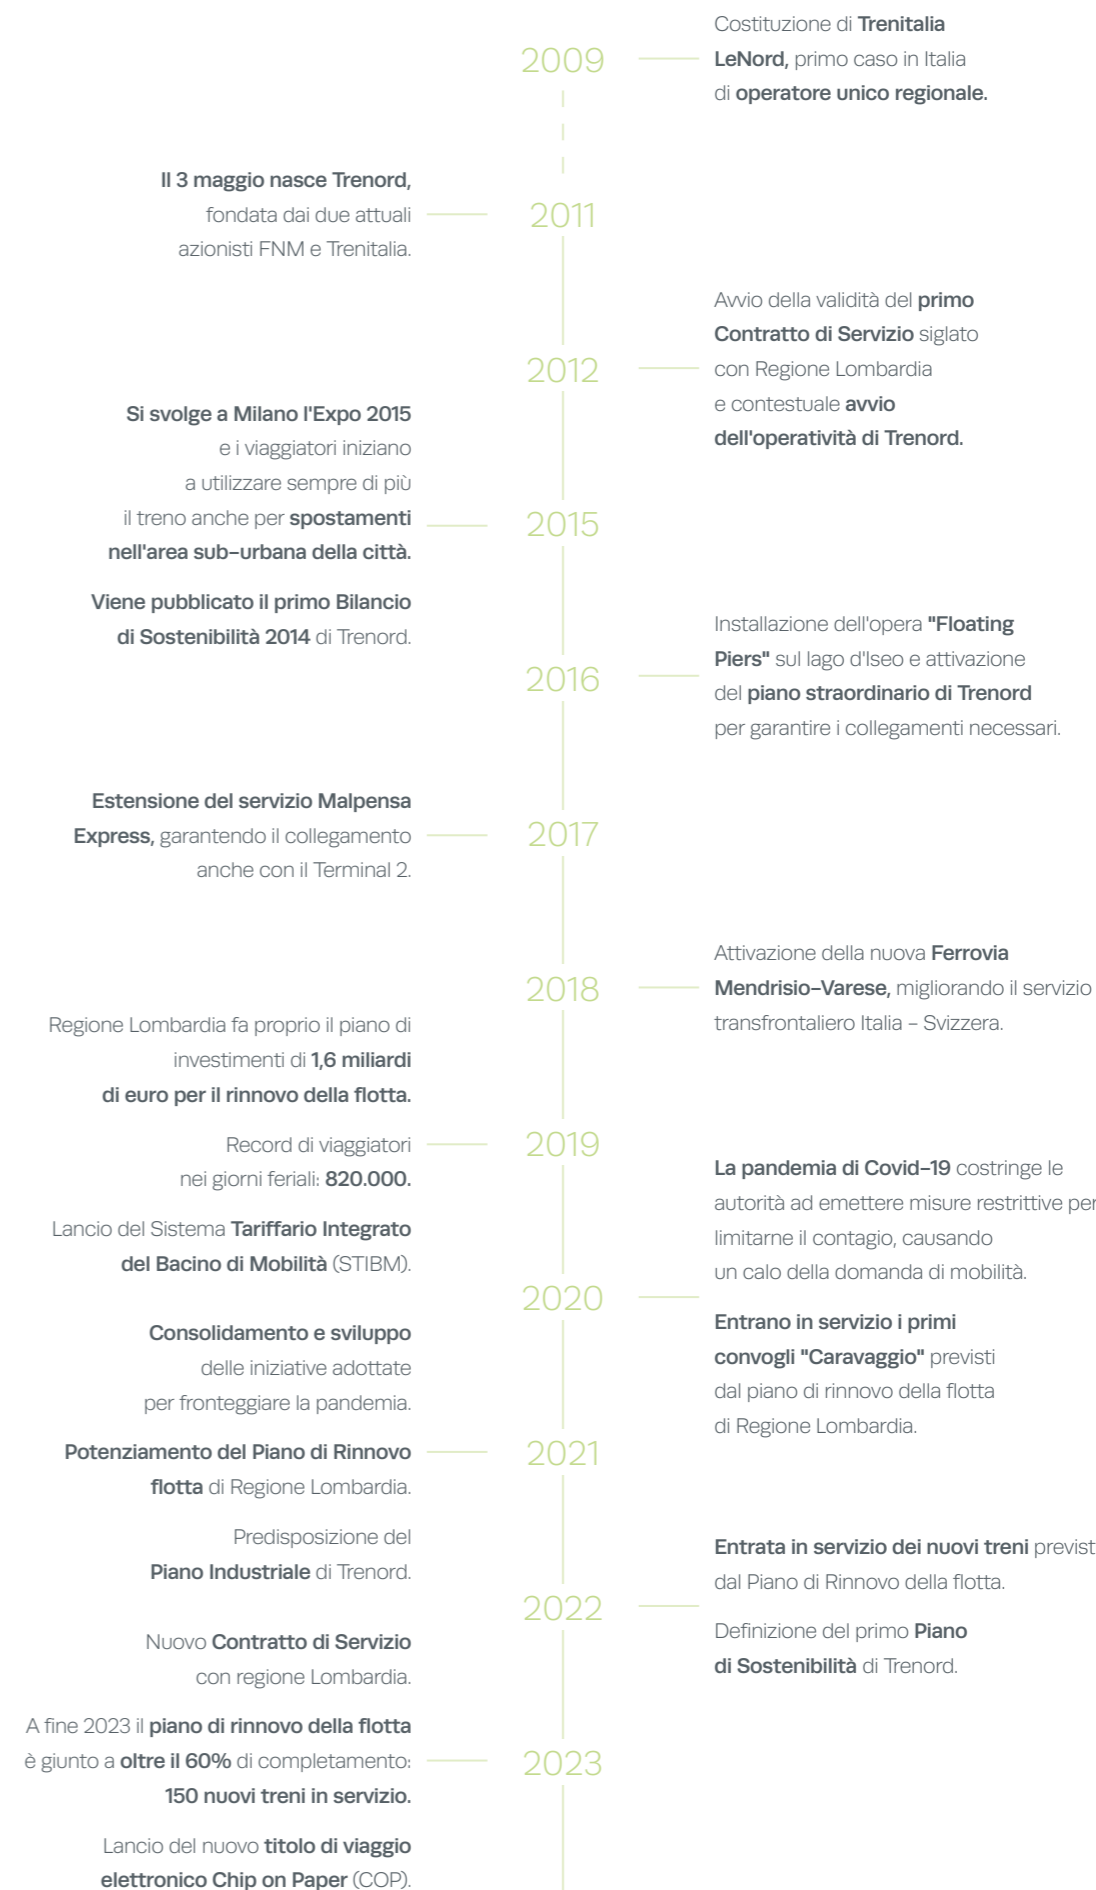 2009
Costituzione di Trenitalia
LeNord, primo caso in Italia
di operatore unico regionale.
Il 3 maggio nasce Trenord,
fondata dai due attuali
azionisti FNM e Trenitalia.
2011
2012
Avvio della validità del primo
Contratto di Servizio siglato
con Regione Lombardia
e contestuale avvio
dell'operatività di Trenord.
Si svolge a Milano l'Expo 2015
e i viaggiatori iniziano
a utilizzare sempre di più
il treno anche per spostamenti
nell'area sub-urbana della città.
Viene pubblicato il primo Bilancio
di Sostenibilità 2014 di Trenord.
2015
2016
Installazione dell'opera "Floating
Piers" sul lago d'Iseo e attivazione
del piano straordinario di Trenord
per garantire i collegamenti necessari.
Estensione del servizio Malpensa
Express, garantendo il collegamento
anche con il Terminal 2.
2017
2018
Attivazione della nuova Ferrovia
Mendrisio-Varese, migliorando il servizio
transfrontaliero Italia - Svizzera.
Regione Lombardia fa proprio il piano di
investimenti di 1,6 miliardi
di euro per il rinnovo della flotta.
Record di viaggiatori
nei giorni feriali: 820.000.
Lancio del Sistema Tariffario Integrato
del Bacino di Mobilità (STIBM).
2019
2020
La pandemia di Covid-19 costringe le
autorità ad emettere misure restrittive per
limitarne il contagio, causando
un calo della domanda di mobilità.
Entrano in servizio i primi
convogli "Caravaggio" previsti
dal piano di rinnovo della flotta
di Regione Lombardia.
Consolidamento e sviluppo
delle iniziative adottate
per fronteggiare la pandemia.
Potenziamento del Piano di Rinnovo
flotta di Regione Lombardia.
Predisposizione del
Piano Industriale di Trenord.
2021
2022
Entrata in servizio dei nuovi treni previst
dal Piano di Rinnovo della flotta.
Definizione del primo Piano
di Sostenibilità di Trenord.
Nuovo Contratto di Servizio
con regione Lombardia.
A fine 2023 il piano di rinnovo della flotta
è giunto a oltre il 60% di completamento:
150 nuovi treni in servizio.
Lancio del nuovo titolo di viaggio
elettronico Chip on Paper (COP).
2023